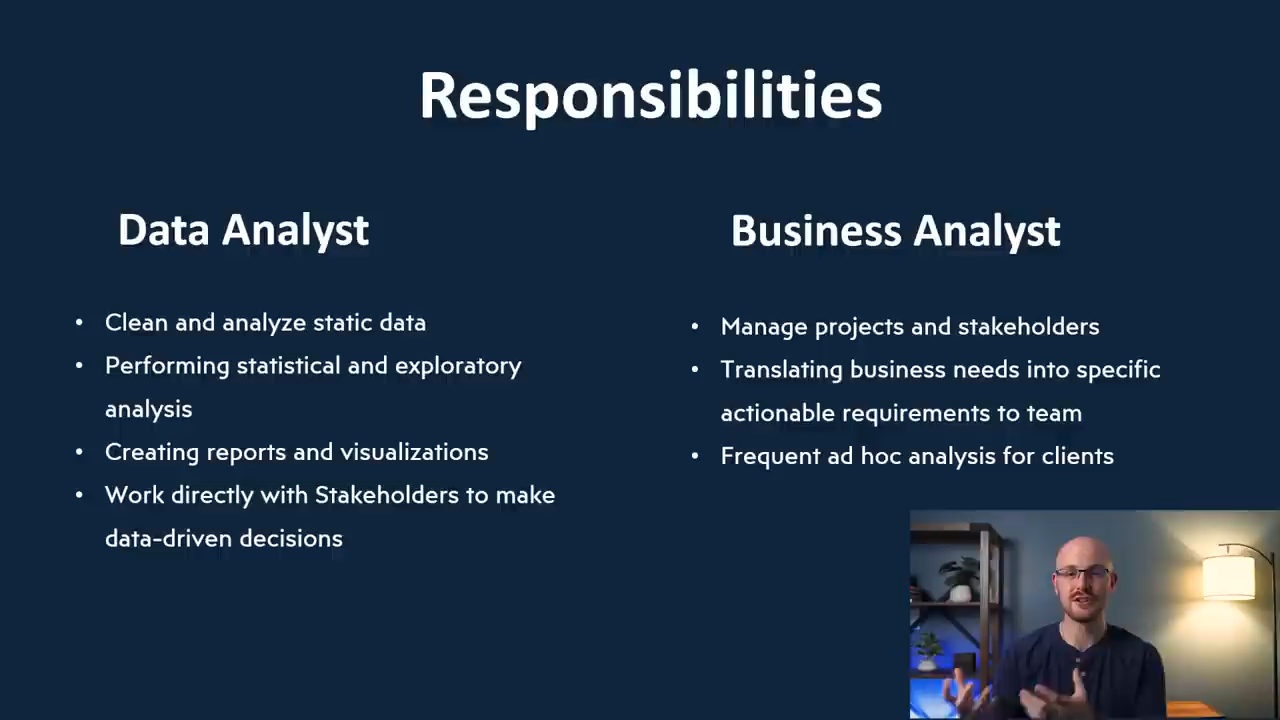 Responsibilities
Data Analyst
• Clean and analyze static data
• Performing statistical and exploratory
analysis
• Creating reports and visualizations
• Work directly with Stakeholders to make
data-driven decisions
Business Analyst
• Manage projects and stakeholders
• Translating business needs into specific
actionable requirements to team
• Frequent ad hoc analysis for clients